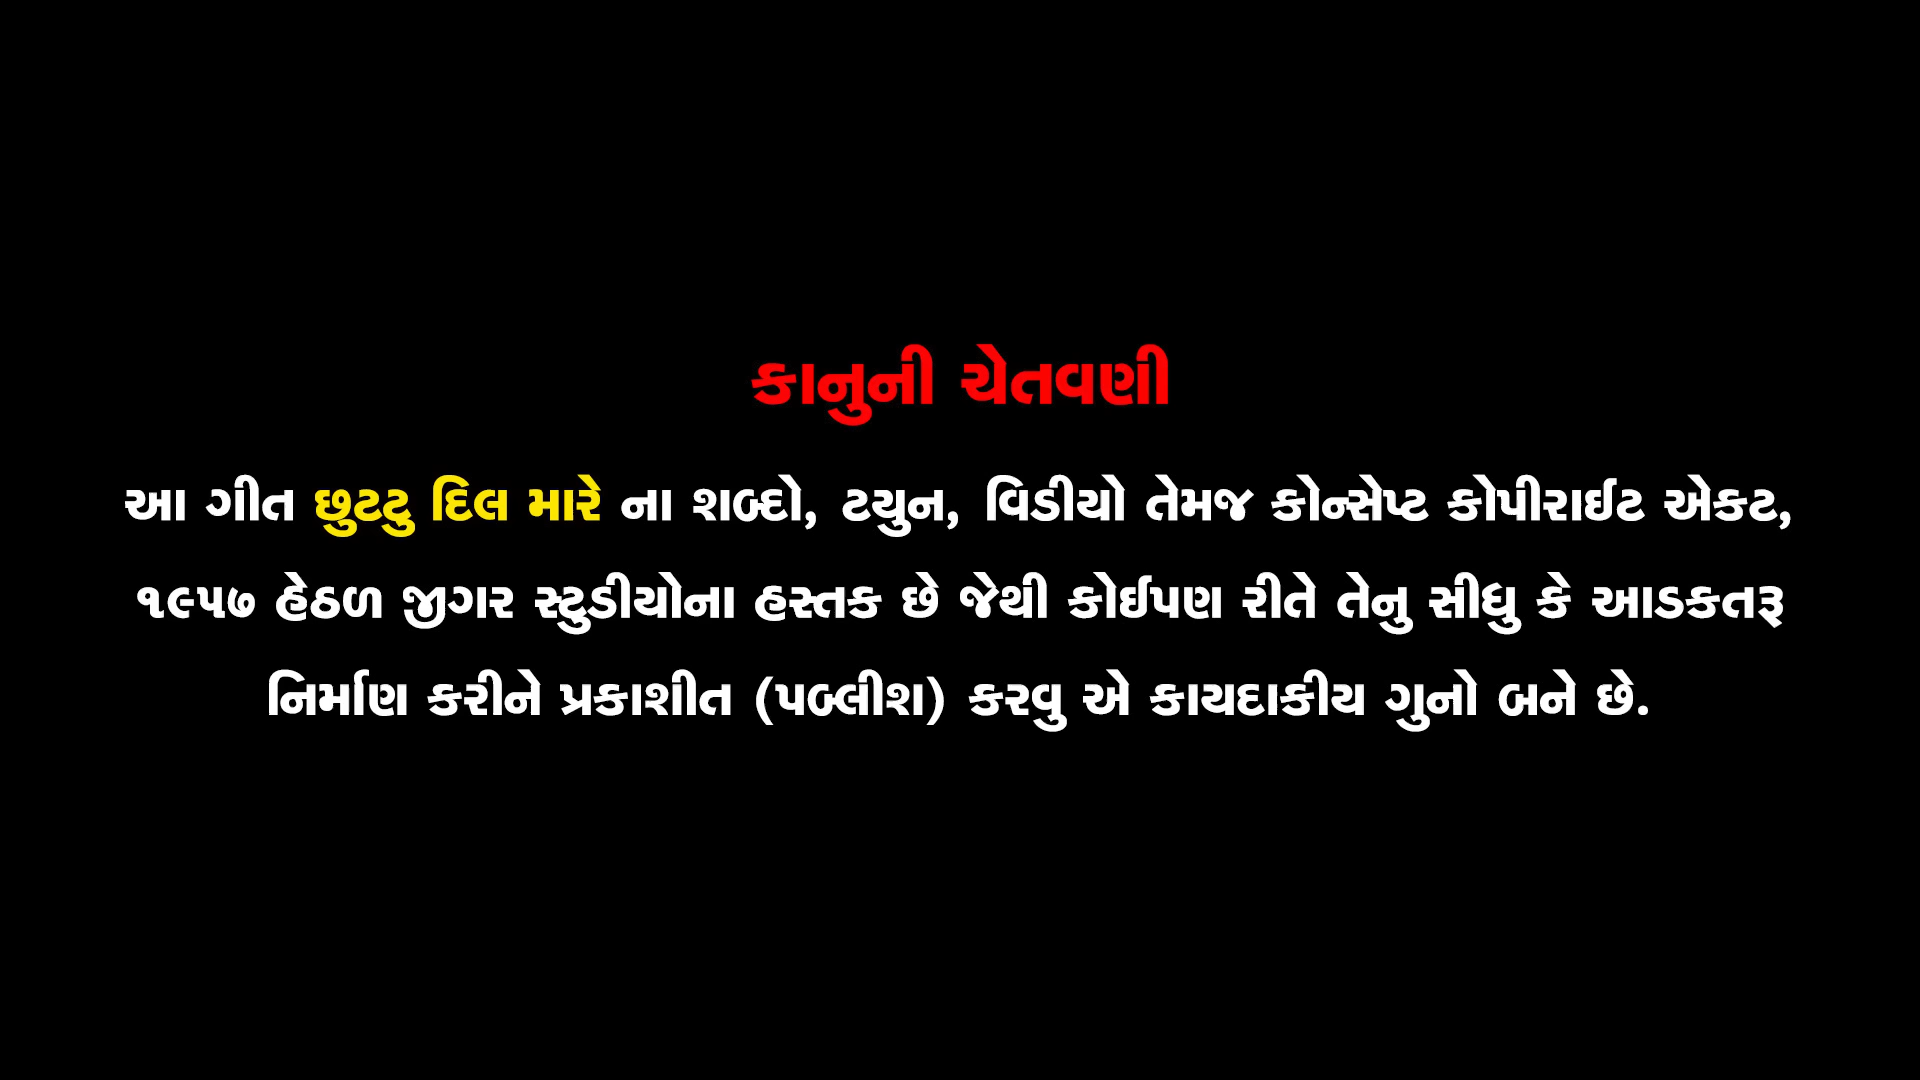 કાનુની ચેતવણી
આ ગીત છુટટુ દિલ મારે ના શબ્દો, ટયુન, વિડીયો તેમજ કોન્સેપ્ટ કોપીરાઈટ એકટ,
૧૯૫૭ હેઠળ જીગર સ્ટુડીયોના હસ્તક છે જેથી કોઈપણ રીતે તેનુ સીધુ કે આડકતરૂ
નિર્માણ કરીને પ્રકાશીત (પબ્લીશ) કરવુ એ કાયદાકીય ગુનો બને છે.